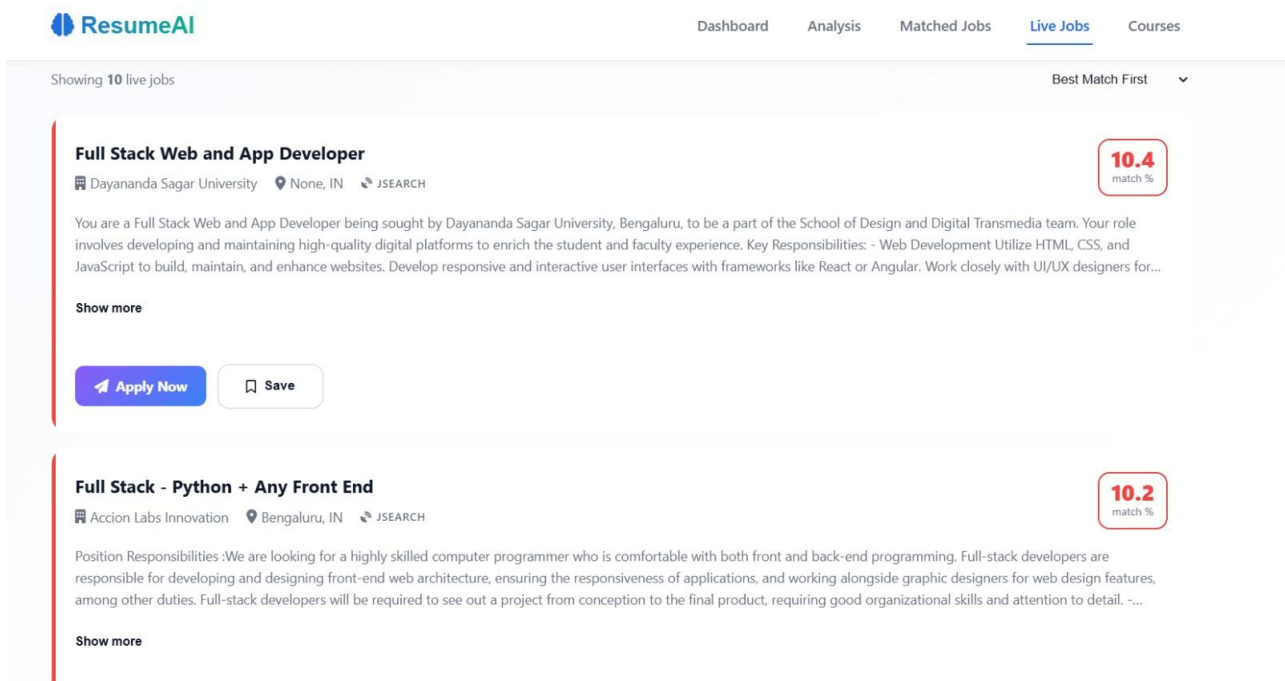 ResumeAI
Dashboard Analysis Matched Jobs Live Jobs Courses
Showing 10 live jobs
Best Match First
Full Stack Web and App Developer
10.4
match %
Dayananda Sagar University None, IN JSEARCH
You are a Full Stack Web and App Developer being sought by Dayananda Sagar University, Bengaluru, to be a part of the School of Design and Digital Transmedia team. Your role
involves developing and maintaining high-quality digital platforms to enrich the student and faculty experience. Key Responsibilities: - Web Development Utilize HTML, CSS, and
JavaScript to build, maintain, and enhance websites. Develop responsive and interactive user interfaces with frameworks like React or Angular. Work closely with UI/UX designers for...
Show more
Apply Now Save
Full Stack - Python + Any Front End
10.2
match %
Accion Labs Innovation Bengaluru, IN JSEARCH
Position Responsibilities :We are looking for a highly skilled computer programmer who is comfortable with both front and back-end programming. Full-stack developers are
responsible for developing and designing front-end web architecture, ensuring the responsiveness of applications, and working alongside graphic designers for web design features,
among other duties. Full-stack developers will be required to see out a project from conception to the final product, requiring good organizational skills and attention to detail. -...
Show more